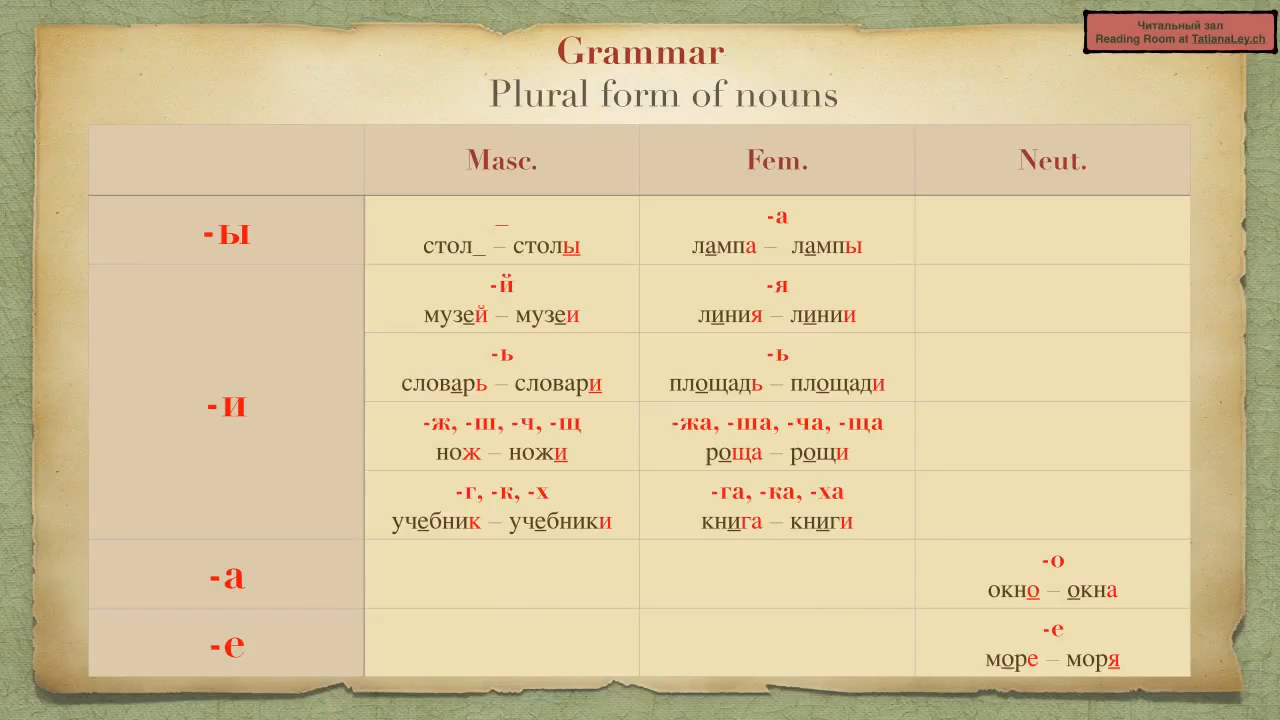 Читальный зал
Reading Room at TatianaLey.ch
Grammar
Plural form of nouns
Masc. Fem. Neut.
-ы
_ -а
стол_ – столы лампа – лампы
-и
-й -я
музей – музеи линия – линии
-ь -ь
словарь – словари площадь – площади
-ж, -ш, -ч, -щ -жа, -ша, -ча, -ща
нож – ножи роща – рощи
-г, -к, -х -га, -ка, -ха
учебник – учебники книга – книги
-а
-о
окно – окна
-е
-е
море – моря